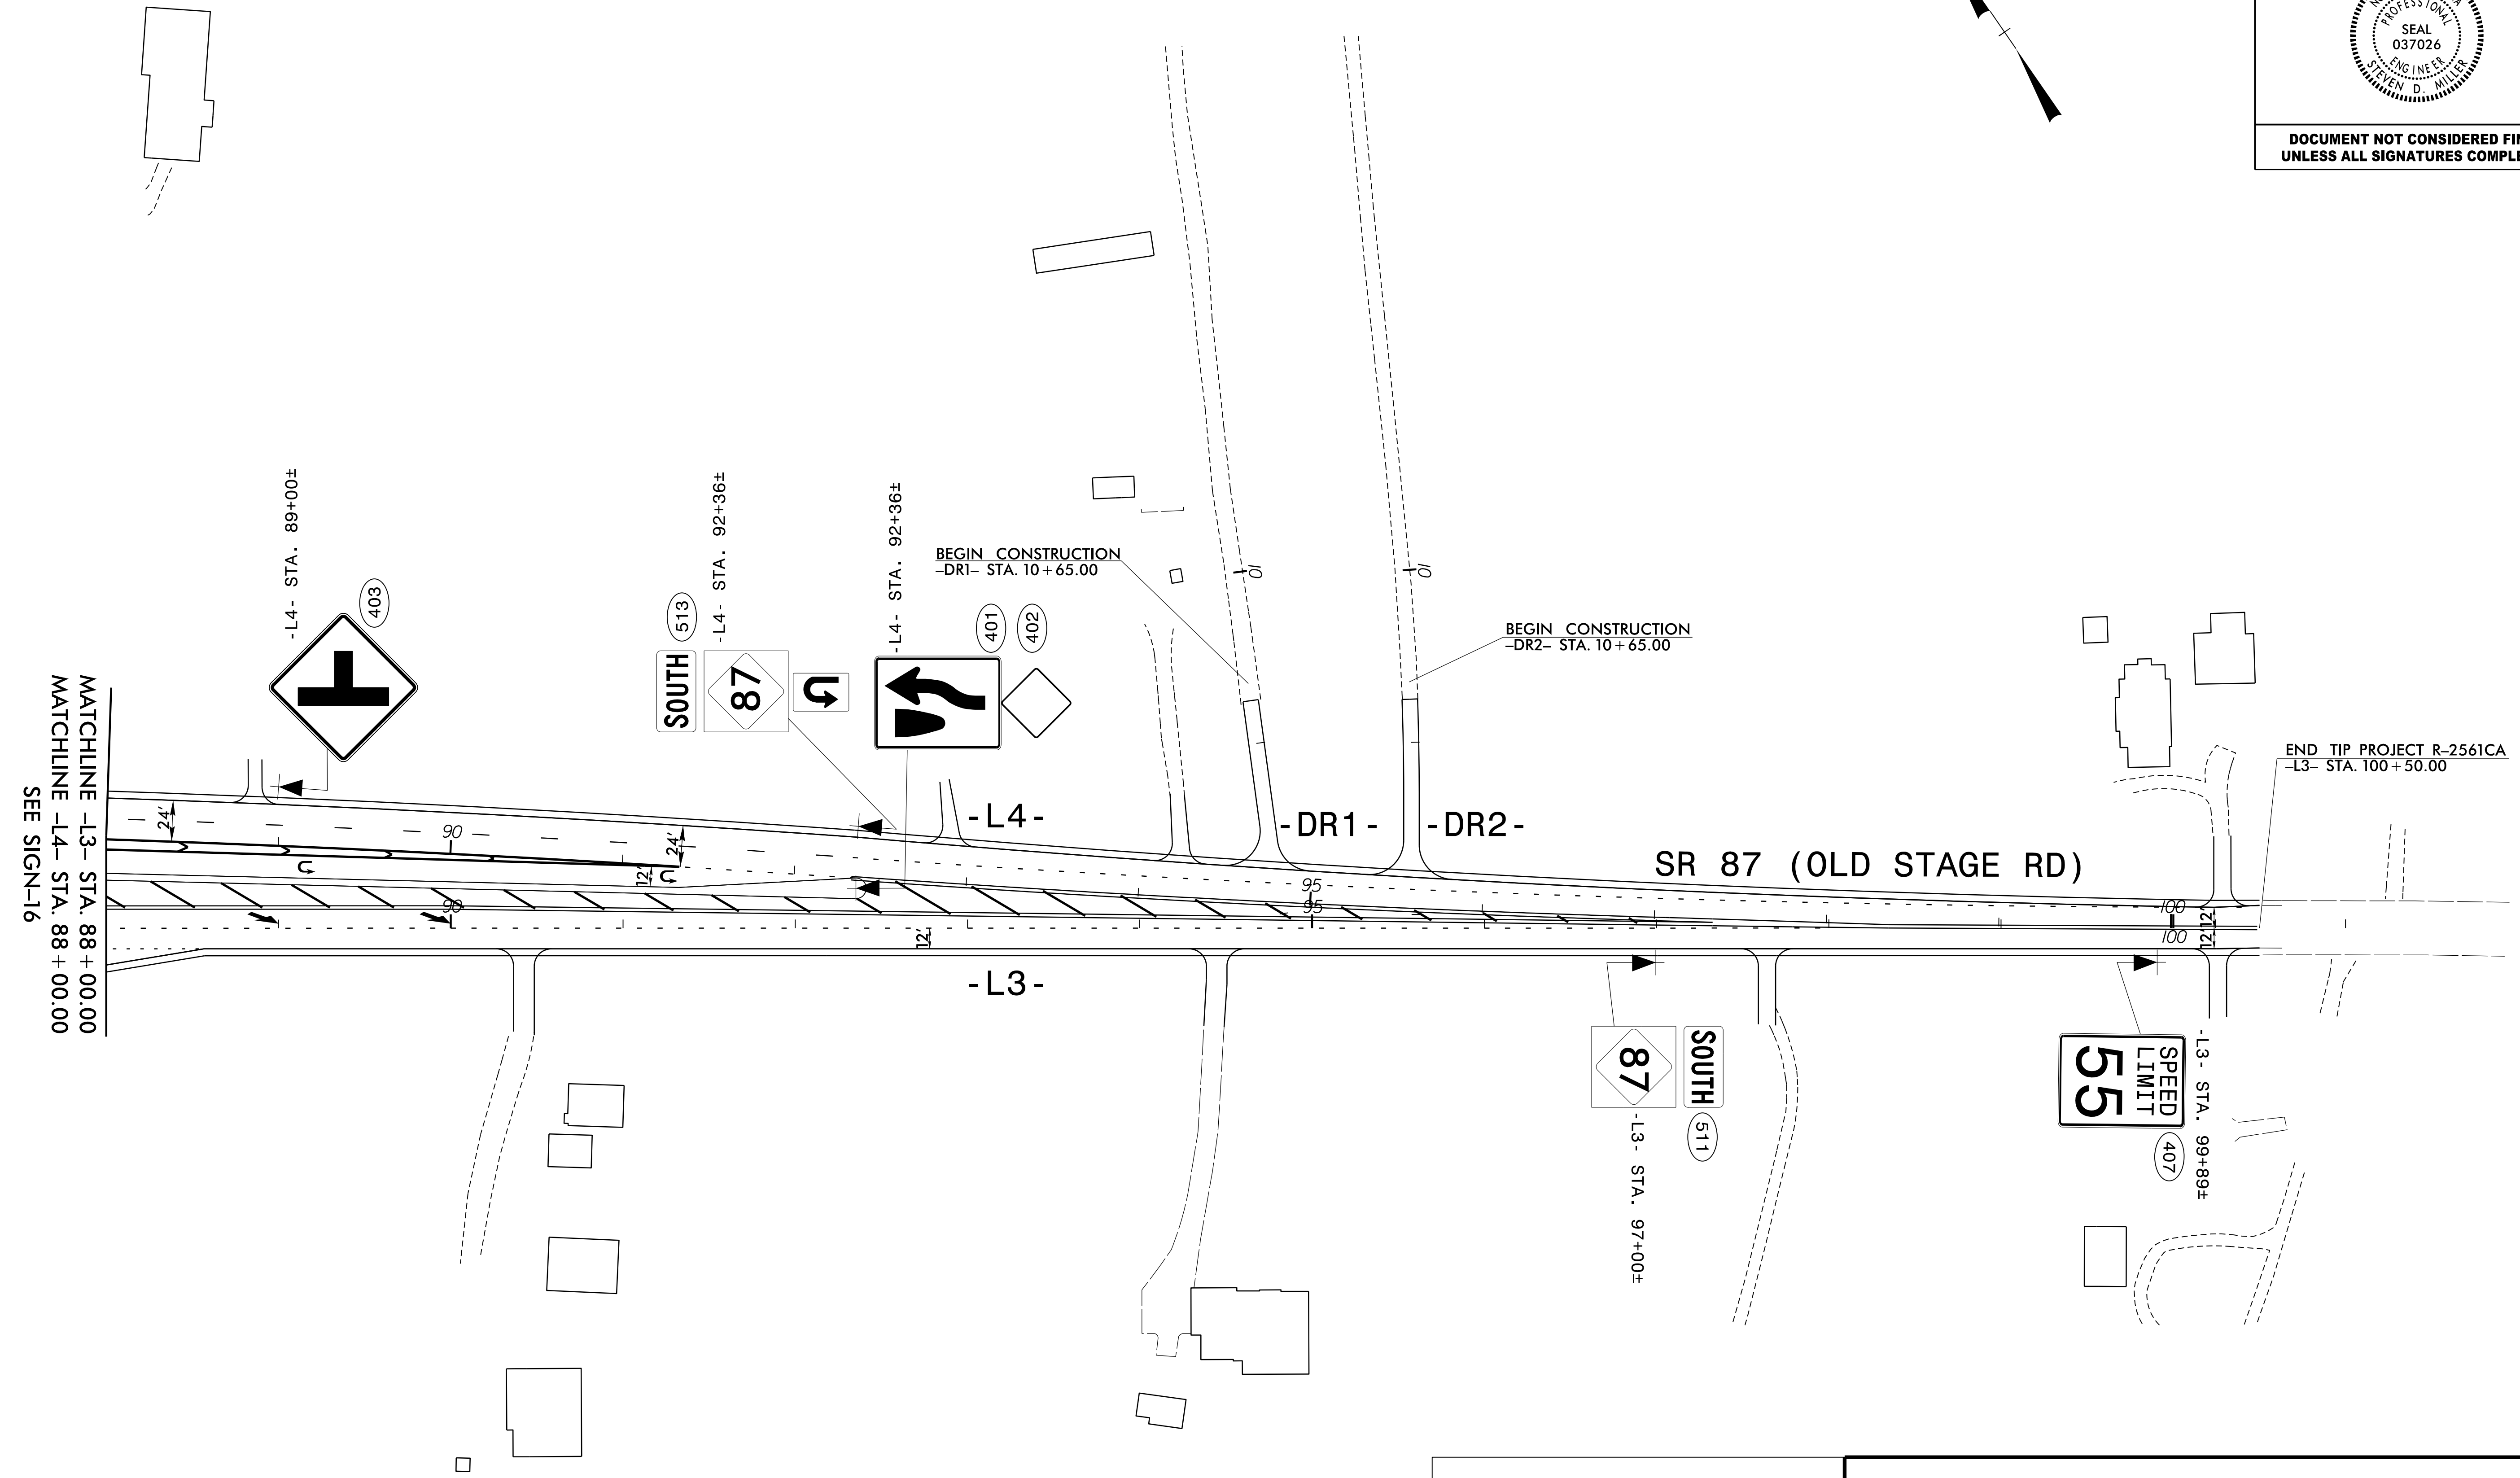 PROFESSIONAL
SEAL
037026
ENGINEER
STEVEN D. MILLER
DOCUMENT NOT CONSIDERED
UNLESS ALL SIGNATURES
-L4- STA. 89+00±
403
513
-L4- STA. 92+36±
SOUTH
87
-L4- STA. 92+36±
401
402
BEGIN CONSTRUCTION
-DR1- STA. 10+65.00
10
10
BEGIN CONSTRUCTION
-DR2- STA. 10+65.00
END TIP PROJECT R-2561CA
-L3- STA. 100+50.00
MATCHLINE -L3- STA. 88+00.00
MATCHLINE -L4- STA. 88+00.00
SEE SIGN-16
24'
90
24'
12'
-L4-
-DR1-
-DR2-
SR 87 (OLD STAGE RD)
90
95
95
100
100
12'
12'
12'
-L3-
87
SOUTH
511
-L3- STA. 97+00±
SPEED
LIMIT
55
407
-L3- STA. 99+89±